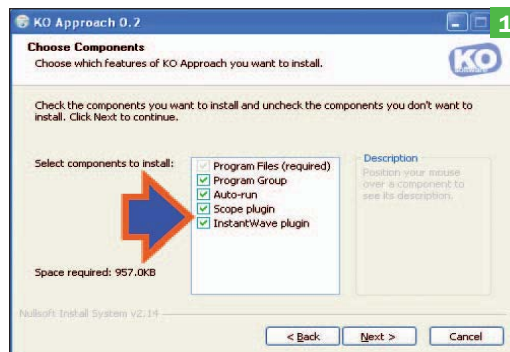 KO Approach 0.2
1
Choose Components
Choose which features of KO Approach you want to install.
KO
Check the components you want to install and uncheck the components you don't want to
install. Click Next to continue.
Select components to install:
Program Files (required)
Program Group
Auto-run
Scope plugin
InstantWave plugin
Description
Position your mouse
over a component to
see its description.
Space required: 957.0KB
Nullsoft Install System v2.14
< Back
Next >
Cancel